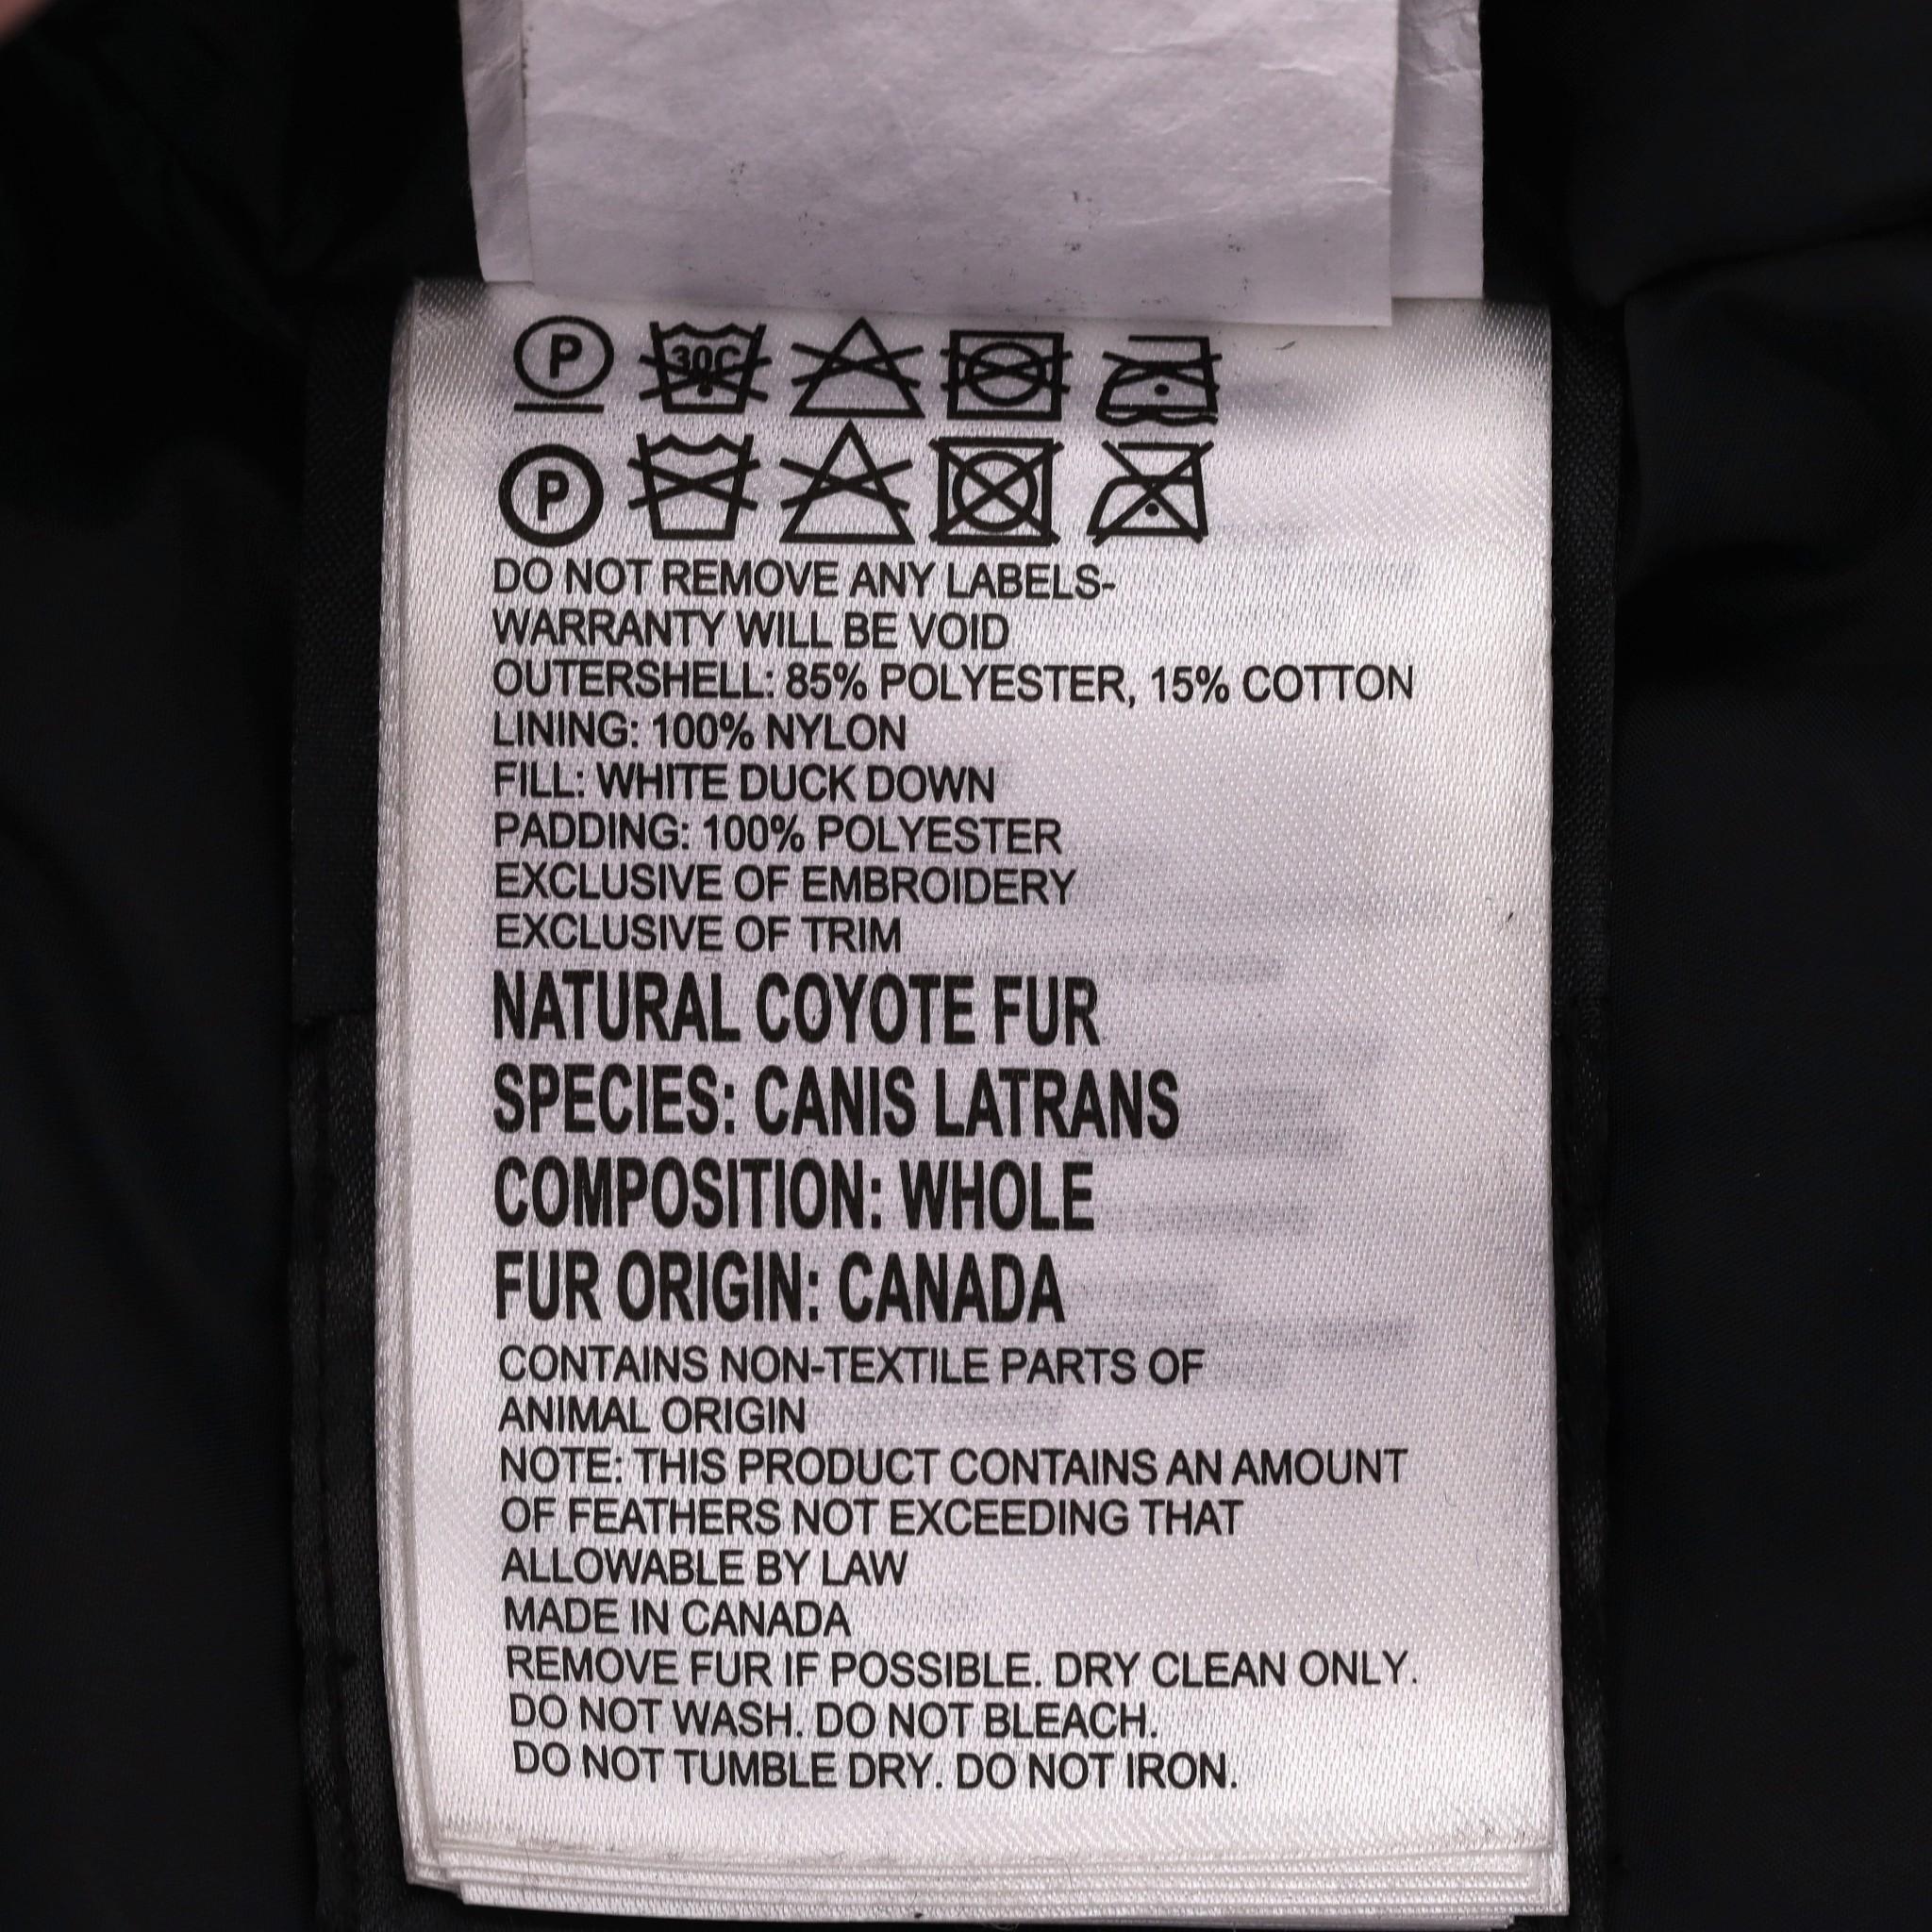 P 30C
P
DO NOT REMOVE ANY LABELS-
WARRANTY WILL BE VOID
OUTERSHELL: 85% POLYESTER, 15% COTTON
LINING: 100% NYLON
FILL: WHITE DUCK DOWN
PADDING: 100% POLYESTER
EXCLUSIVE OF EMBROIDERY
EXCLUSIVE OF TRIM
NATURAL COYOTE FUR
SPECIES: CANIS LATRANS
COMPOSITION: WHOLE
FUR ORIGIN: CANADA
CONTAINS NON-TEXTILE PARTS OF
ANIMAL ORIGIN
NOTE: THIS PRODUCT CONTAINS AN AMOUNT
OF FEATHERS NOT EXCEEDING THAT
ALLOWABLE BY LAW
MADE IN CANADA
REMOVE FUR IF POSSIBLE. DRY CLEAN ONLY.
DO NOT WASH. DO NOT BLEACH.
DO NOT TUMBLE DRY. DO NOT IRON.